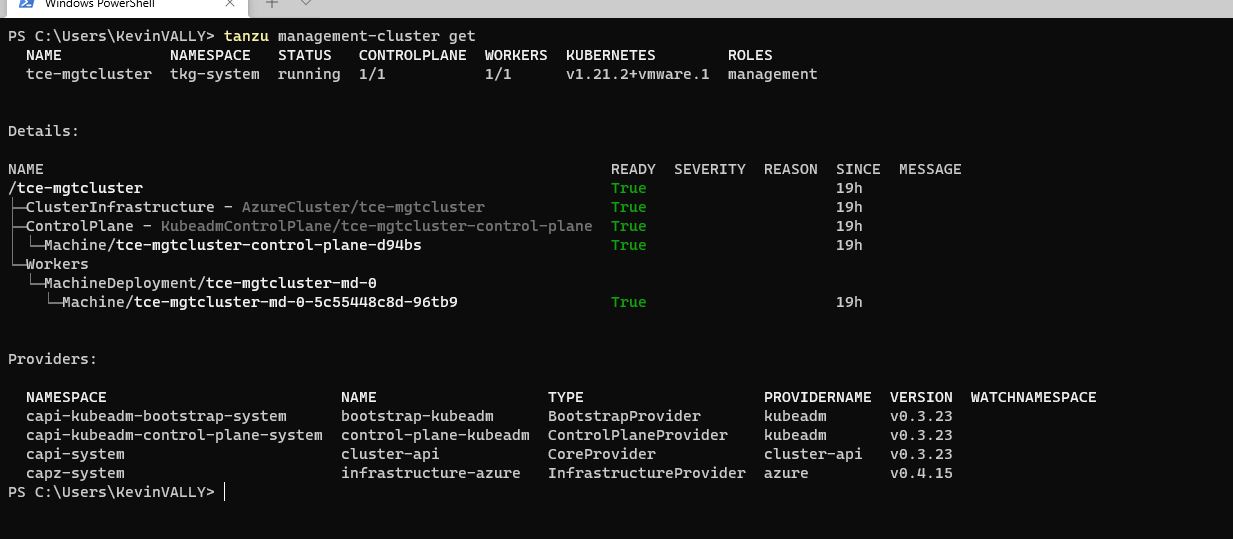 Windows PowerShell
PS C:\Users\KevinVALLY> tanzu management-cluster get
  NAME            NAMESPACE   STATUS   CONTROLPLANE  WORKERS  KUBERNETES        ROLES
  tce-mgtcluster  tkg-system  running  1/1           1/1      v1.21.2+vmware.1  management
Details:
NAME                                                               READY  SEVERITY  REASON  SINCE  MESSAGE
/tce-mgtcluster                                                    True                     19h
├─ClusterInfrastructure - AzureCluster/tce-mgtcluster              True                     19h
├─ControlPlane - KubeadmControlPlane/tce-mgtcluster-control-plane  True                     19h
│ └─Machine/tce-mgtcluster-control-plane-d94bs                     True                     19h
└─Workers
  └─MachineDeployment/tce-mgtcluster-md-0
    └─Machine/tce-mgtcluster-md-0-5c55448c8d-96tb9                 True                     19h
Providers:
  NAMESPACE                          NAME                   TYPE                    PROVIDERNAME  VERSION  WATCHNAMESPACE
  capi-kubeadm-bootstrap-system      bootstrap-kubeadm      BootstrapProvider       kubeadm       v0.3.23
  capi-kubeadm-control-plane-system  control-plane-kubeadm  ControlPlaneProvider    kubeadm       v0.3.23
  capi-system                        cluster-api            CoreProvider            cluster-api   v0.3.23
  capz-system                        infrastructure-azure   InfrastructureProvider  azure         v0.4.15
PS C:\Users\KevinVALLY>